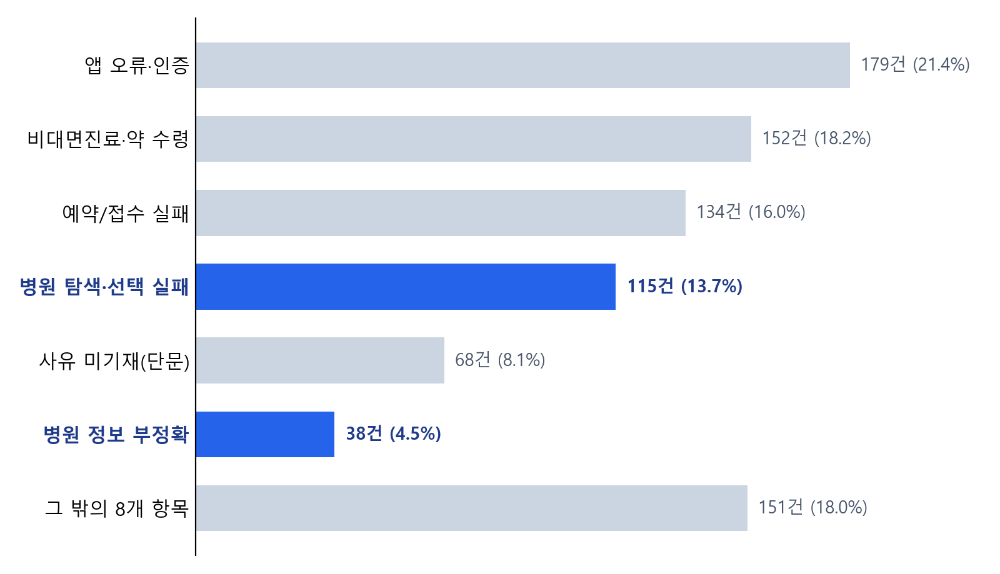 앱 오류·인증 179건 (21.4%)
비대면진료·약 수령 152건 (18.2%)
예약/접수 실패 134건 (16.0%)
병원 탐색·선택 실패 115건 (13.7%)
사유 미기재(단문) 68건 (8.1%)
병원 정보 부정확 38건 (4.5%)
그 밖의 8개 항목 151건 (18.0%)